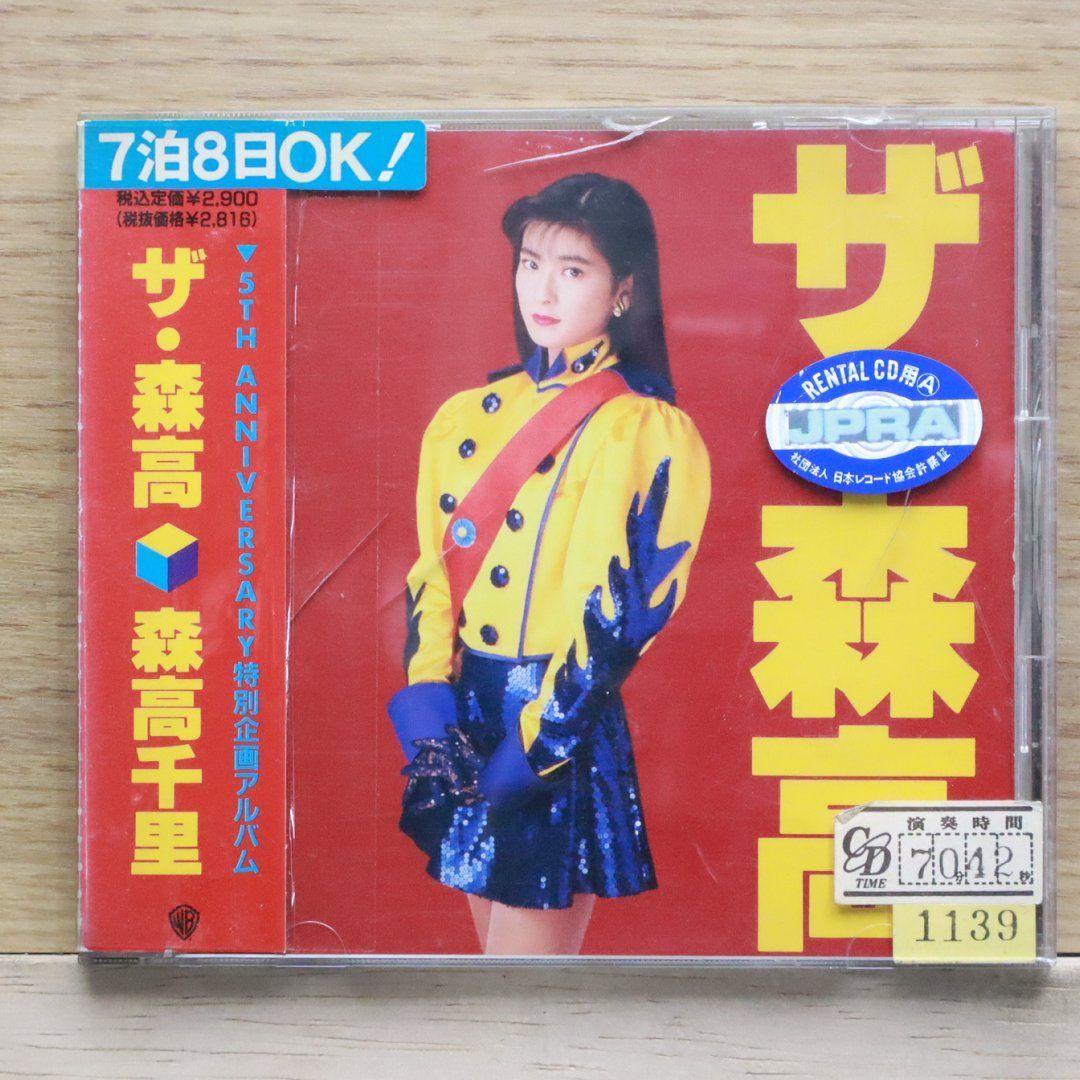 7泊8日OK!
税込定価¥2,900
(税抜価格¥2,816)
ザ・森高
森高千里
▼5TH ANNIVERSARY特別企画アルバム
WB
ザ
森高
RENTAL CD用Ⓐ
JPRA
社団法人 日本レコード協会許諾証
CD
TIME
演奏時間
70分42秒
1139